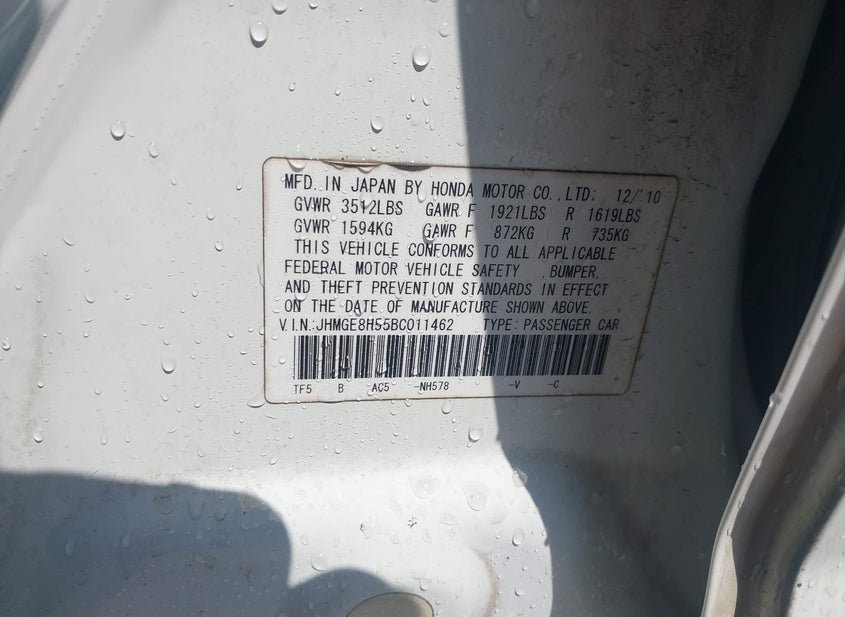 MFD. IN JAPAN BY HONDA MOTOR CO., LTD; 12/'10
GVWR 3512LBS GAWR F 1921LBS R 1619LBS
GVWR 1594KG GAWR F 872KG R 735KG
THIS VEHICLE CONFORMS TO ALL APPLICABLE
FEDERAL MOTOR VEHICLE SAFETY , BUMPER,
AND THEFT PREVENTION STANDARDS IN EFFECT
ON THE DATE OF MANUFACTURE SHOWN ABOVE.
V.I.N.:JHMGE8H55BC011462 TYPE: PASSENGER CAR
TF5 B AC5 -NH578 -V -C